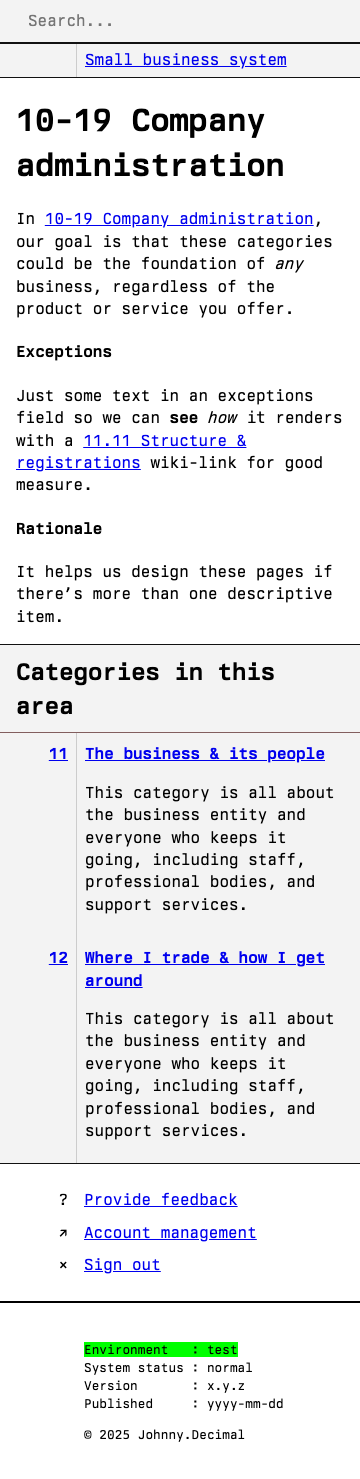 Search...
Small business system
10-19 Company
administration
In 10-19 Company administration,
our goal is that these categories
could be the foundation of any
business, regardless of the
product or service you offer.
Exceptions
Just some text in an exceptions
field so we can see how it renders
with a 11.11 Structure &
registrations wiki-link for good
measure.
Rationale
It helps us design these pages if
there’s more than one descriptive
item.
Categories in this
area
11 The business & its people
This category is all about
the business entity and
everyone who keeps it
going, including staff,
professional bodies, and
support services.
12 Where I trade & how I get
around
This category is all about
the business entity and
everyone who keeps it
going, including staff,
professional bodies, and
support services.
? Provide feedback
↗ Account management
× Sign out
Environment : test
System status : normal
Version : x.y.z
Published : yyyy-mm-dd
© 2025 Johnny.Decimal